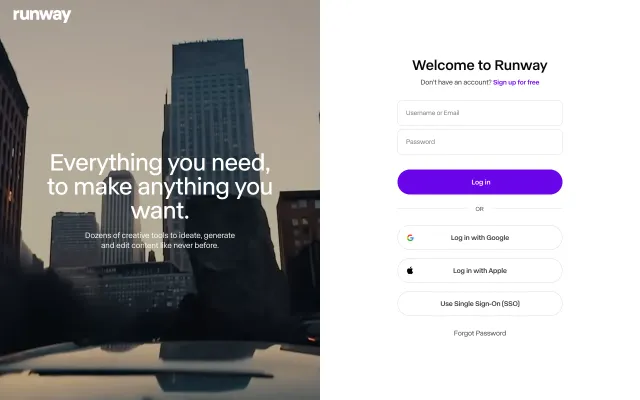 runway
Everything you need,
to make anything you
want.
Dozens of creative tools to ideate, generate
and edit content like never before.
Welcome to Runway
Don't have an account? Sign up for free
Username or Email
Password
Log in
OR
Log in with Google
Log in with Apple
Use Single Sign-On (SSO)
Forgot Password